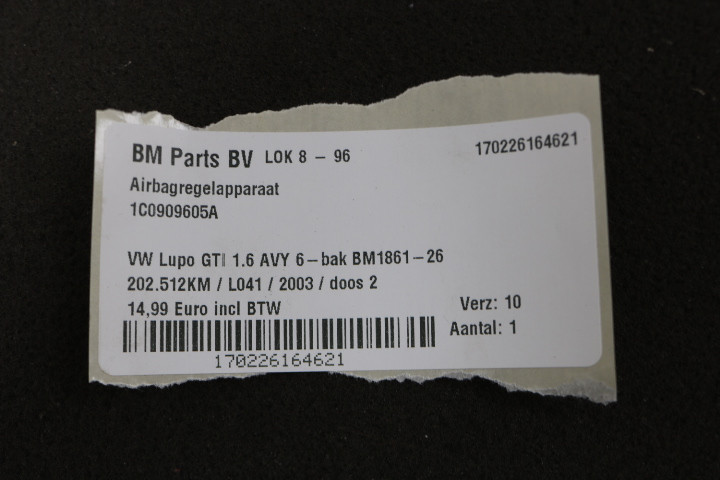 BM Parts BV LOK 8 - 96 170226164621
Airbagregelapparaat
1C0909605A
VW Lupo GTI 1.6 AVY 6-bak BM1861-26
202.512KM / L041 / 2003 / doos 2
14,99 Euro incl BTW Verz: 10
Aantal: 1
170226164621